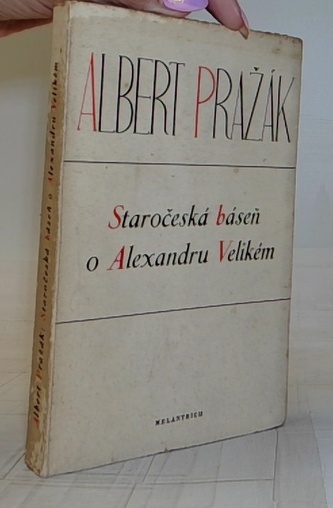 ALBERT PRAŽÁK
Staročeská báseň
o Alexandru Velikém
MELANTRICH
Albert Pražák: Staročeská báseň o Alexandru Velikém